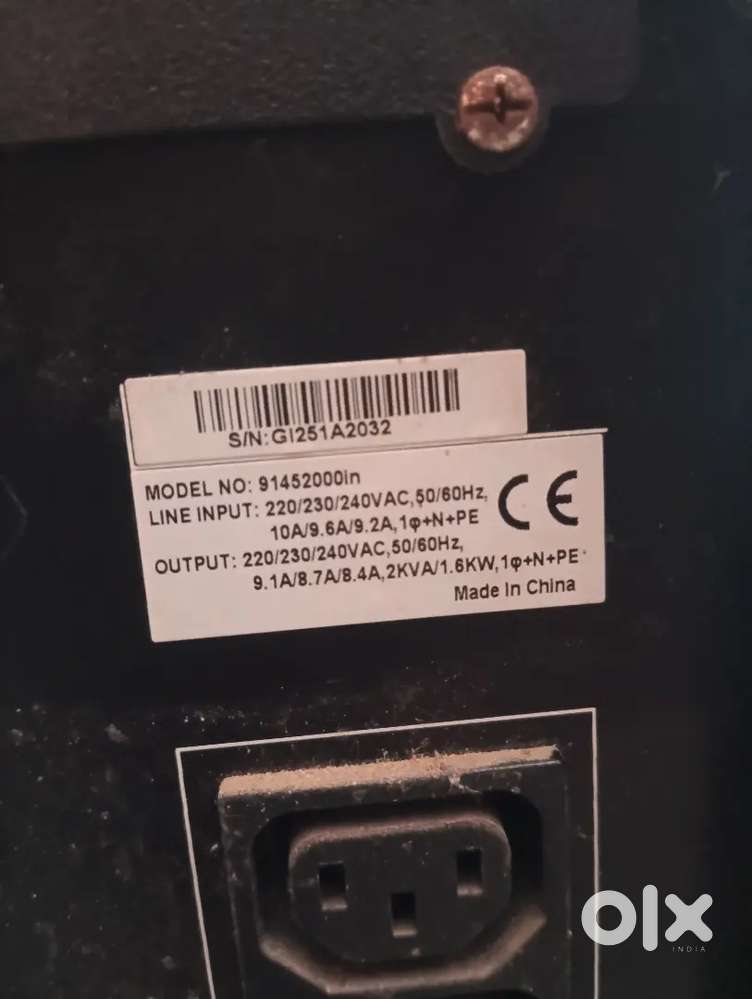 S/N:GI251A2032
MODEL NO: 91452000in
LINE INPUT: 220/230/240VAC,50/60Hz,
10A/9.6A/9.2A,1φ+N+PE
CE
OUTPUT: 220/230/240VAC,50/60Hz,
9.1A/8.7A/8.4A,2KVA/1.6KW,1φ+N+PE
Made In China
olx
INDIA